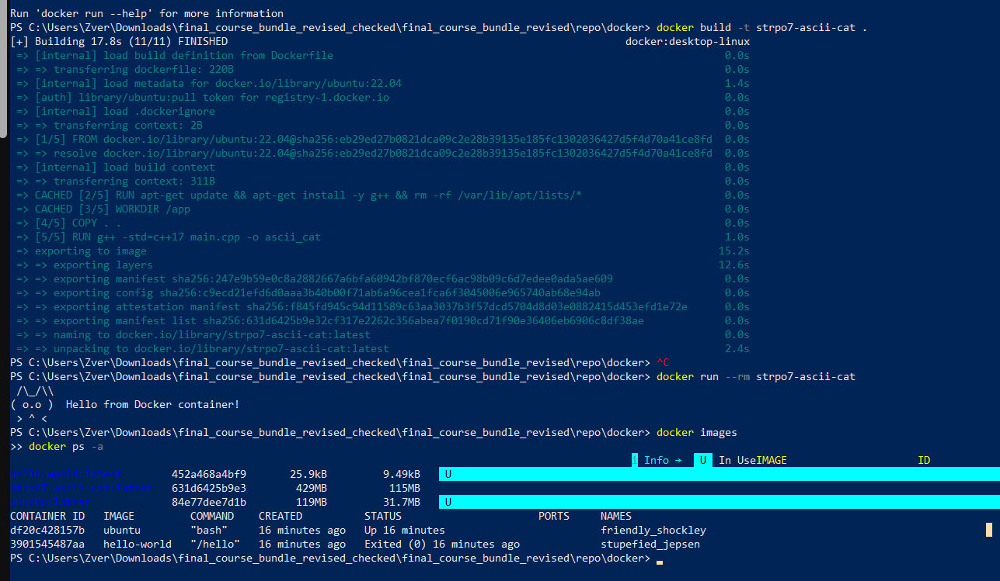 Run 'docker run --help' for more information
PS C:\Users\Zver\Downloads\final_course_bundle_revised_checked\final_course_bundle_revised\repo\docker> docker build -t strpo7-ascii-cat .
[+] Building 17.8s (11/11) FINISHED docker:desktop-linux
=> [internal] load build definition from Dockerfile 0.0s
=> => transferring dockerfile: 220B 0.0s
=> [internal] load metadata for docker.io/library/ubuntu:22.04 1.4s
=> [auth] library/ubuntu:pull token for registry-1.docker.io 0.0s
=> [internal] load .dockerignore 0.0s
=> => transferring context: 2B 0.0s
=> [1/5] FROM docker.io/library/ubuntu:22.04@sha256:eb29ed27b0821dca09c2e28b39135e185fc1302036427d5f4d70a41ce8fd 0.0s
=> => resolve docker.io/library/ubuntu:22.04@sha256:eb29ed27b0821dca09c2e28b39135e185fc1302036427d5f4d70a41ce8fd 0.0s
=> [internal] load build context 0.0s
=> => transferring context: 311B 0.0s
=> CACHED [2/5] RUN apt-get update && apt-get install -y g++ && rm -rf /var/lib/apt/lists/* 0.0s
=> CACHED [3/5] WORKDIR /app 0.0s
=> [4/5] COPY . . 0.0s
=> [5/5] RUN g++ -std=c++17 main.cpp -o ascii_cat 1.0s
=> exporting to image 15.2s
=> => exporting layers 12.6s
=> => exporting manifest sha256:247e9b59e0c8a2882667a6bfa60942bf870ecf6ac98b09c6d7edee0ada5ae609 0.0s
=> => exporting config sha256:c9ecd21efd6d0aaa3b40b00f71ab6a96cea1fca6f3045006e965740ab68e94ab 0.0s
=> => exporting attestation manifest sha256:f845fd945c94d11589c63aa3037b3f57dcd5704d8d03e0882415d453efd1e72e 0.0s
=> => exporting manifest list sha256:631d6425b9e32cf317e2262c356abea7f0190cd71f90e36406eb6906c8df38ae 0.0s
=> => naming to docker.io/library/strpo7-ascii-cat:latest 0.0s
=> => unpacking to docker.io/library/strpo7-ascii-cat:latest 2.4s
PS C:\Users\Zver\Downloads\final_course_bundle_revised_checked\final_course_bundle_revised\repo\docker> ^C
PS C:\Users\Zver\Downloads\final_course_bundle_revised_checked\final_course_bundle_revised\repo\docker> docker run --rm strpo7-ascii-cat
 /\_/\\
( o.o )  Hello from Docker container!
 > ^ <
PS C:\Users\Zver\Downloads\final_course_bundle_revised_checked\final_course_bundle_revised\repo\docker> docker images
>> docker ps -a
i Info → U In UseIMAGE ID
hello-world:latest 452a468a4bf9 25.9kB 9.49kB U
strpo7-ascii-cat:latest 631d6425b9e3 429MB 115MB
ubuntu:latest 84e77dee7d1b 119MB 31.7MB U
CONTAINER ID IMAGE COMMAND CREATED STATUS PORTS NAMES
df20c428157b ubuntu "bash" 16 minutes ago Up 16 minutes friendly_shockley
3901545487aa hello-world "/hello" 16 minutes ago Exited (0) 16 minutes ago stupefied_jepsen
PS C:\Users\Zver\Downloads\final_course_bundle_revised_checked\final_course_bundle_revised\repo\docker>